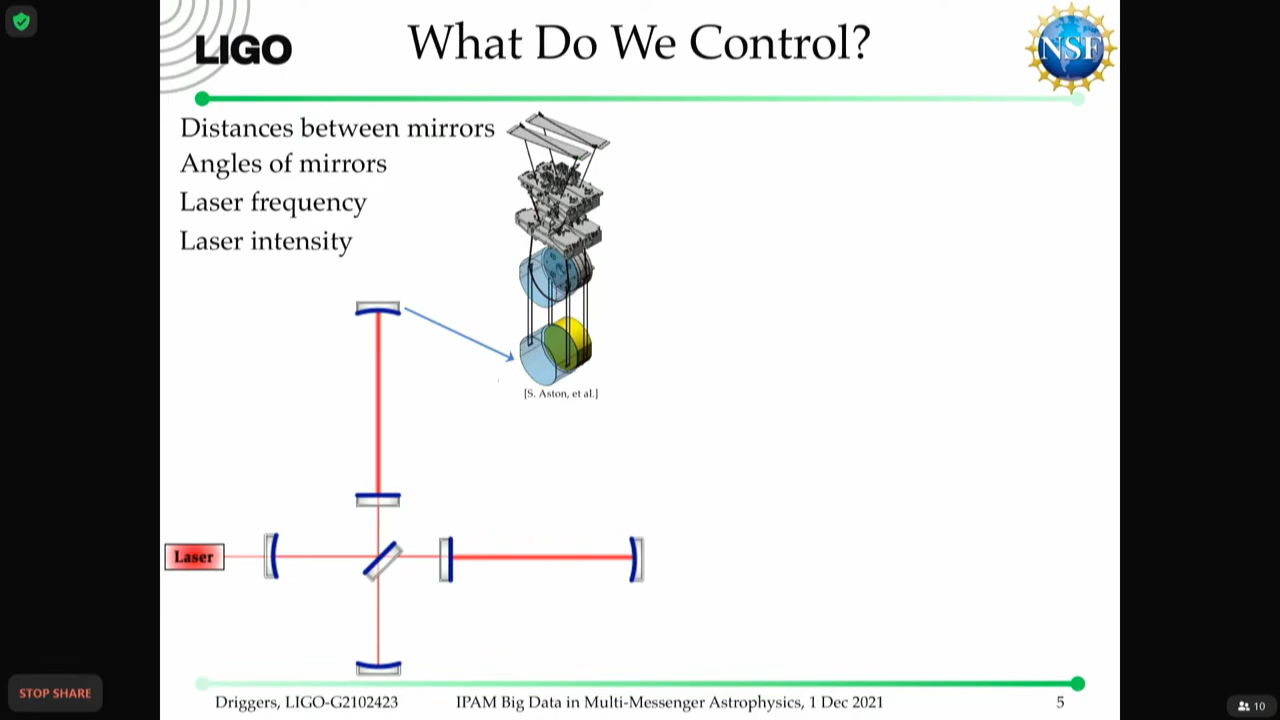 LIGO
What Do We Control?
NSF
Distances between mirrors
Angles of mirrors
Laser frequency
Laser intensity
[S. Aston, et al.]
Laser
STOP SHARE
Driggers, LIGO-G2102423
IPAM Big Data in Multi-Messenger Astrophysics, 1 Dec 2021
5
10